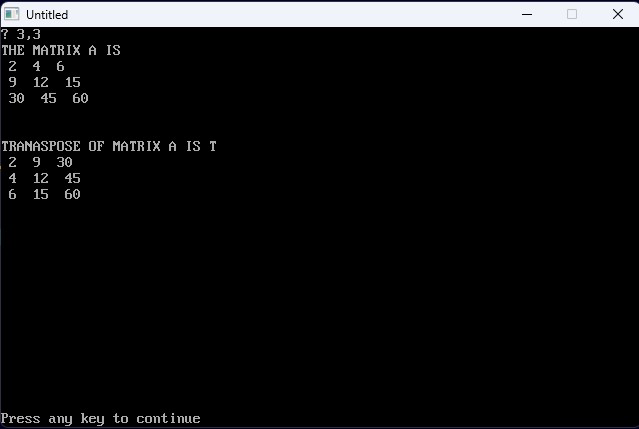 Untitled
? 3,3
THE MATRIX A IS
2 4 6
9 12 15
30 45 60
TRANASPOSE OF MATRIX A IS T
2 9 30
4 12 45
6 15 60
Press any key to continue